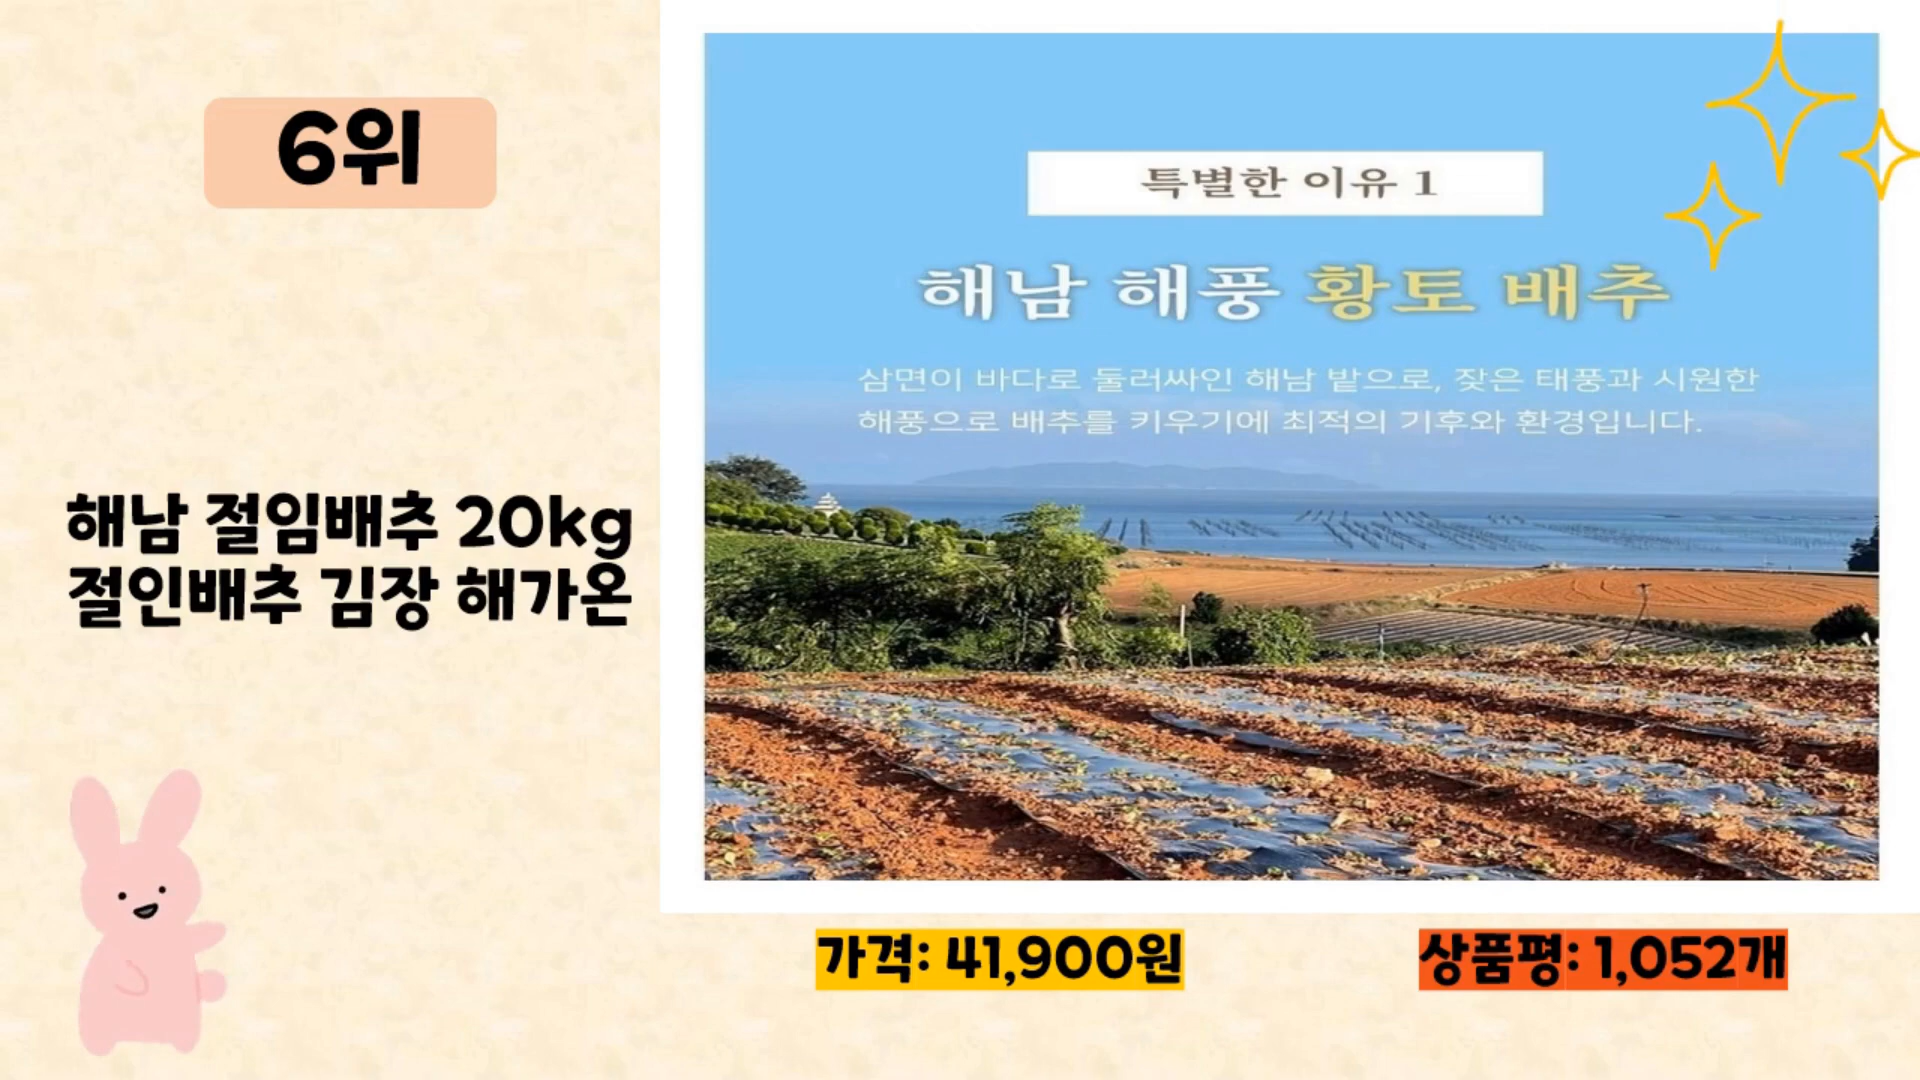 6위
해남 절임배추 20kg
절인배추 김장 해가온
특별한 이유 1
해남 해풍 황토 배추
삼면이 바다로 둘러싸인 해남 밭으로, 잦은 태풍과 시원한
해풍으로 배추를 키우기에 최적의 기후와 환경입니다.
가격: 41,900원
상품평: 1,052개